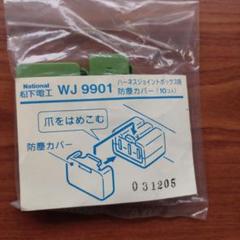 National
松下電工 WJ 9901
ハーネスジョイントボックス用
防塵カバー(10コ入)
爪をはめこむ
防塵カバー
031205